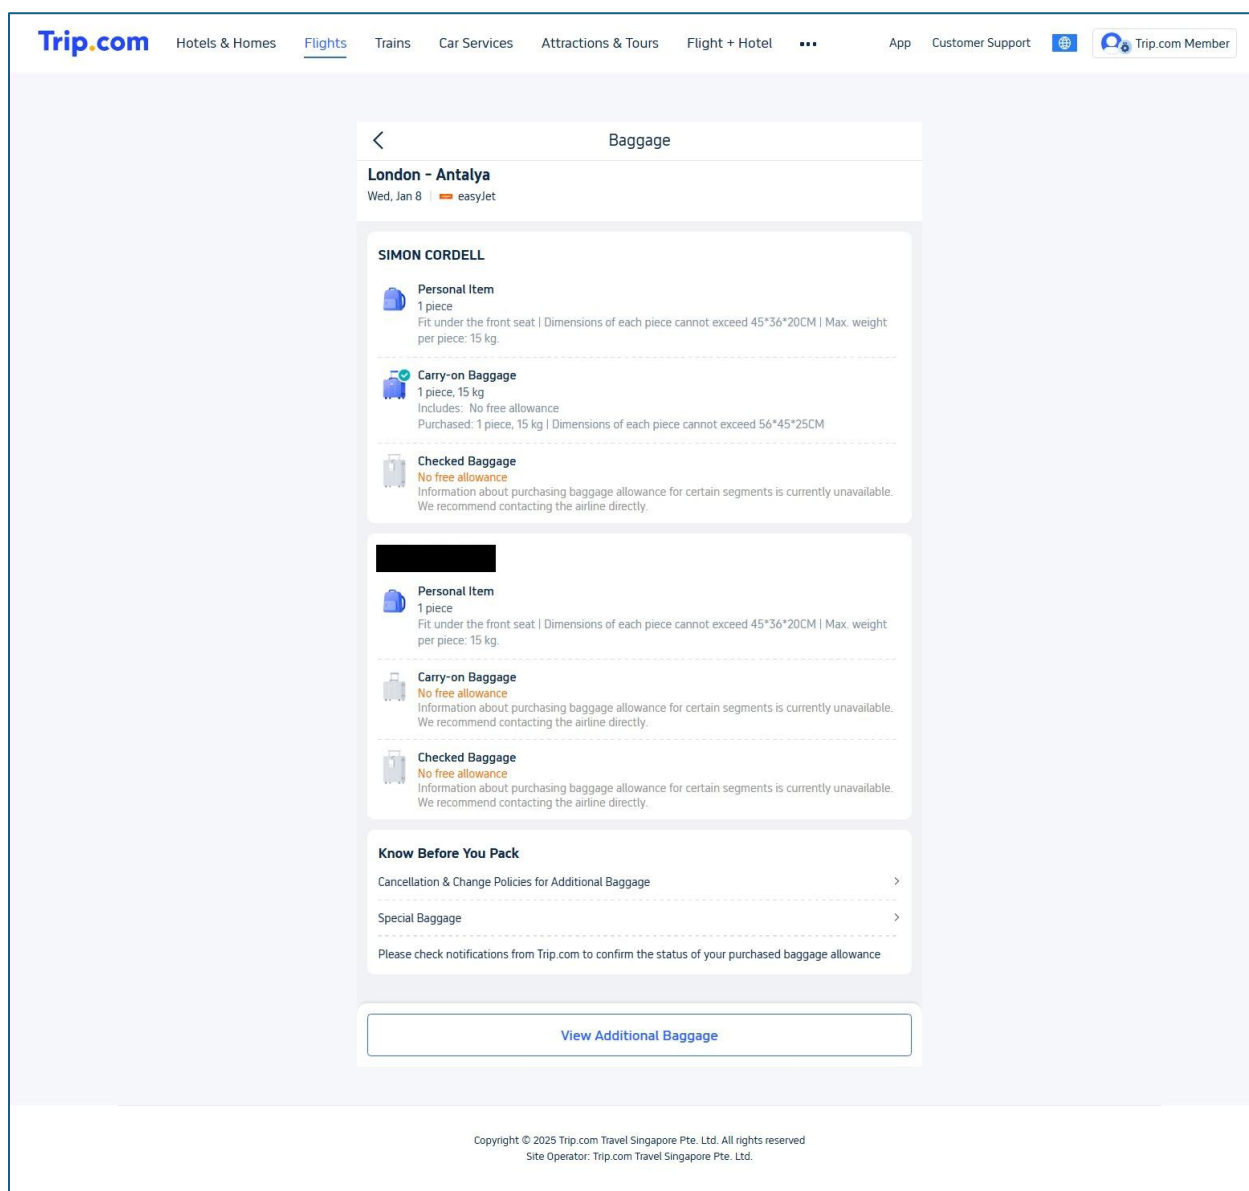 Trip.com Hotels & Homes Flights Trains Car Services Attractions & Tours Flight + Hotel ••• App Customer Support Trip.com Member
Baggage
London - Antalya
Wed, Jan 8 | easyJet
SIMON CORDELL
Personal Item
1 piece
Fit under the front seat | Dimensions of each piece cannot exceed 45*36*20CM | Max. weight
per piece: 15 kg.
Carry-on Baggage
1 piece, 15 kg
Includes: No free allowance
Purchased: 1 piece, 15 kg | Dimensions of each piece cannot exceed 56*45*25CM
Checked Baggage
No free allowance
Information about purchasing baggage allowance for certain segments is currently unavailable.
We recommend contacting the airline directly.
Personal Item
1 piece
Fit under the front seat | Dimensions of each piece cannot exceed 45*36*20CM | Max. weight
per piece: 15 kg.
Carry-on Baggage
No free allowance
Information about purchasing baggage allowance for certain segments is currently unavailable.
We recommend contacting the airline directly.
Checked Baggage
No free allowance
Information about purchasing baggage allowance for certain segments is currently unavailable.
We recommend contacting the airline directly.
Know Before You Pack
Cancellation & Change Policies for Additional Baggage
Special Baggage
Please check notifications from Trip.com to confirm the status of your purchased baggage allowance
View Additional Baggage
Copyright © 2025 Trip.com Travel Singapore Pte. Ltd. All rights reserved
Site Operator: Trip.com Travel Singapore Pte. Ltd.